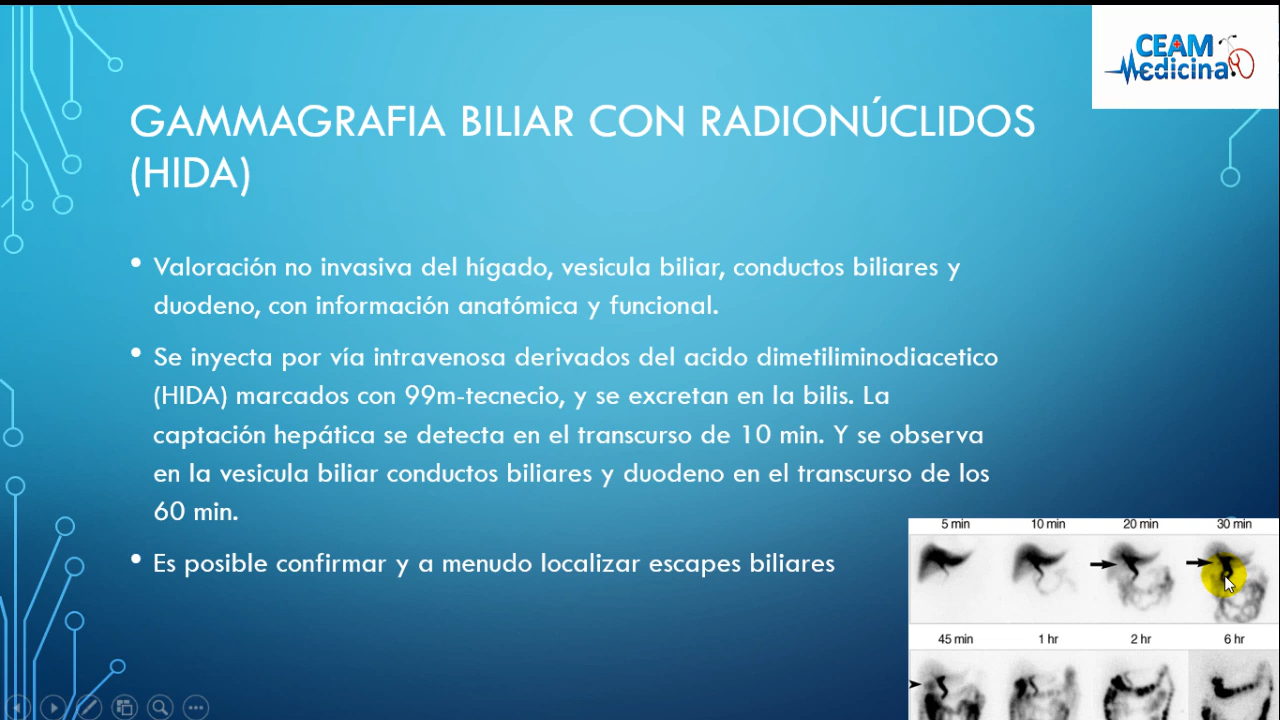 CEAM
Medicina
GAMMAGRAFIA BILIAR CON RADIONÚCLIDOS
(HIDA)
• Valoración no invasiva del hígado, vesicula biliar, conductos biliares y
duodeno, con información anatómica y funcional.
• Se inyecta por vía intravenosa derivados del acido dimetiliminodiacetico
(HIDA) marcados con 99m-tecnecio, y se excretan en la bilis. La
captación hepática se detecta en el transcurso de 10 min. Y se observa
en la vesicula biliar conductos biliares y duodeno en el transcurso de los
60 min.
• Es posible confirmar y a menudo localizar escapes biliares
5 min 10 min 20 min 30 min
45 min 1 hr 2 hr 6 hr